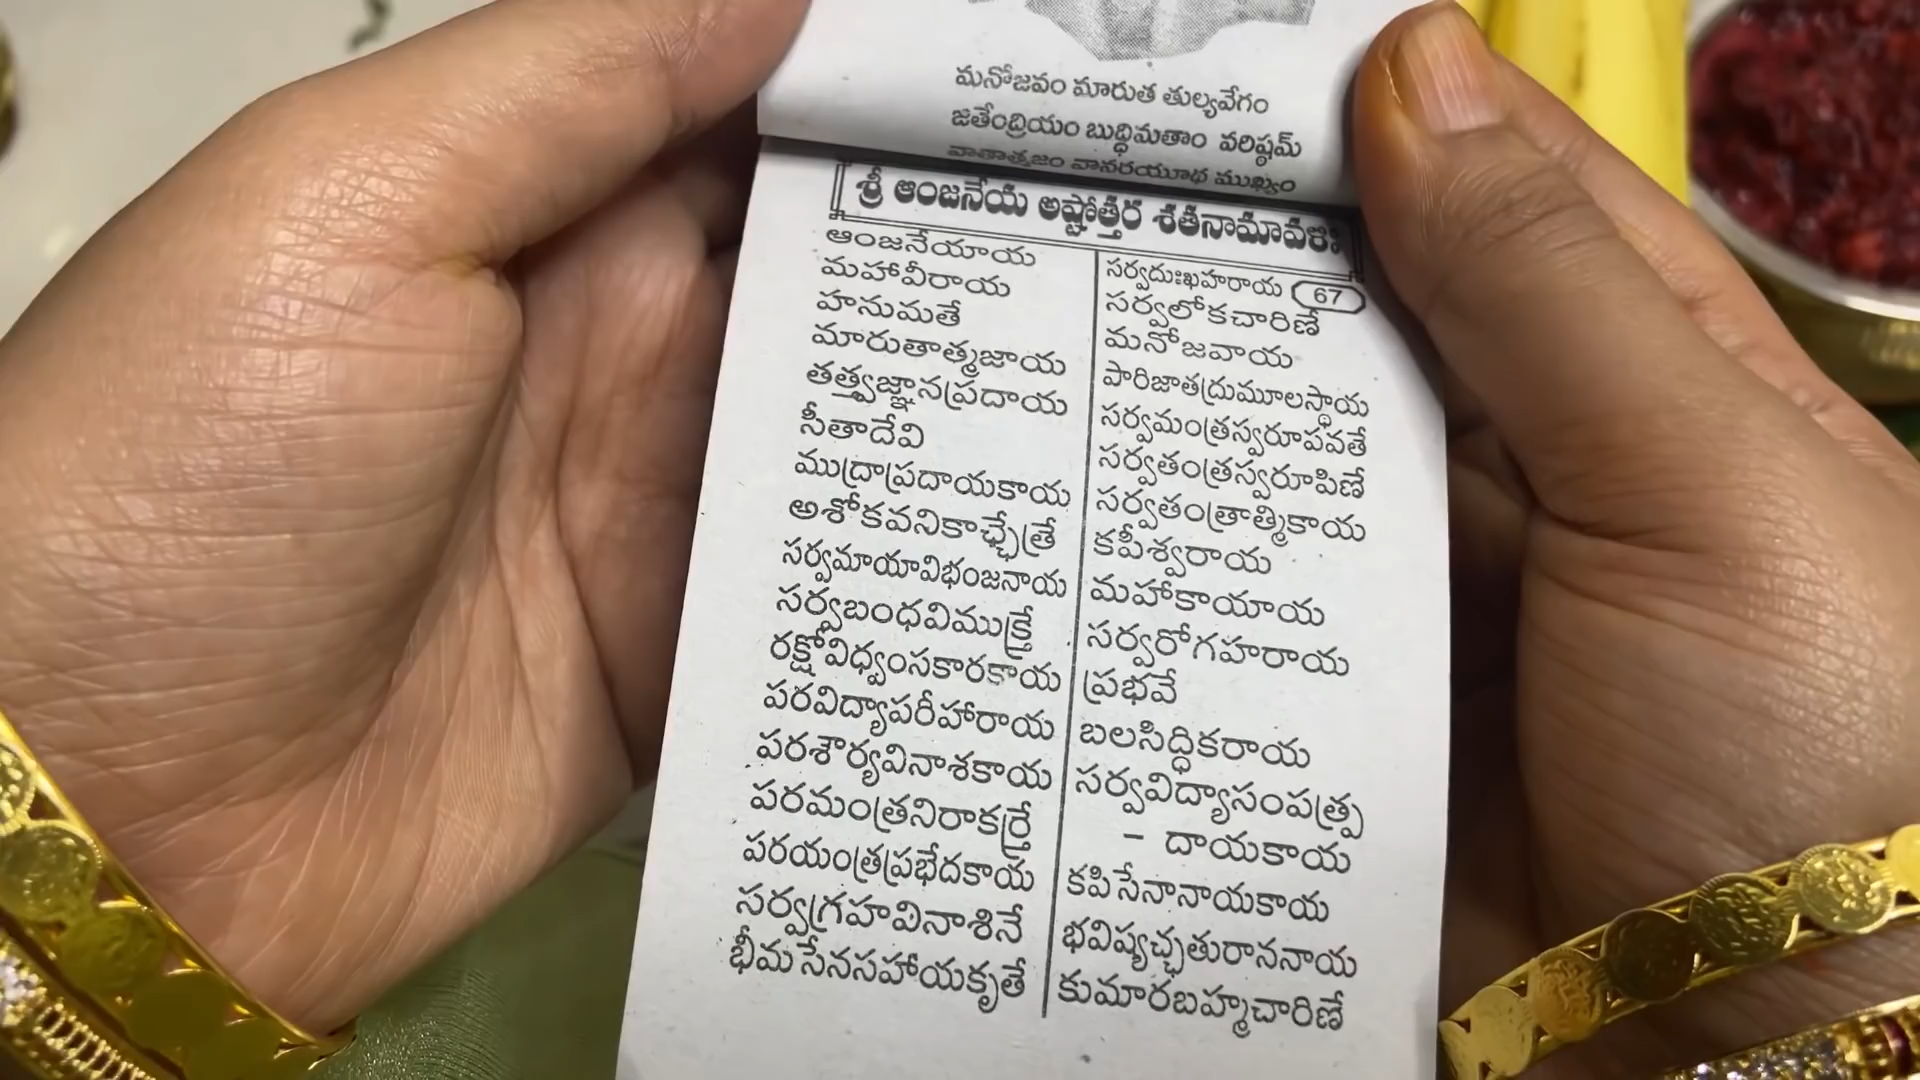 మనోజవం మారుత తుల్యవేగం
జితేంద్రియం బుద్ధిమతాం వరిష్ఠమ్
వాతాత్మజం వానరయూథ ముఖ్యం
శ్రీ ఆంజనేయ అష్టోత్తర శతనామావళిః
ఆంజనేయాయ
మహావీరాయ
హనుమతే
మారుతాత్మజాయ
తత్త్వజ్ఞానప్రదాయ
సీతాదేవి
ముద్రాప్రదాయకాయ
అశోకవనికాచ్ఛేత్రే
సర్వమాయావిభంజనాయ
సర్వబంధవిముక్త్రే
రక్షోవిధ్వంసకారకాయ
పరవిద్యాపరీహారాయ
పరశౌర్యవినాశకాయ
పరమంత్రనిరాకర్త్రే
పరయంత్రప్రభేదకాయ
సర్వగ్రహవినాశినే
భీమసేనసహాయకృతే
సర్వదుఃఖహరాయ 67
సర్వలోకచారిణే
మనోజవాయ
పారిజాతద్రుమూలస్థాయ
సర్వమంత్రస్వరూపవతే
సర్వతంత్రస్వరూపిణే
సర్వతంత్రాత్మికాయ
కపీశ్వరాయ
మహాకాయాయ
సర్వరోగహరాయ
ప్రభవే
బలసిద్ధికరాయ
సర్వవిద్యాసంపత్ప్ర
- దాయకాయ
కపిసేనానాయకాయ
భవిష్యచ్ఛతురాననాయ
కుమారబహ్మచారిణే